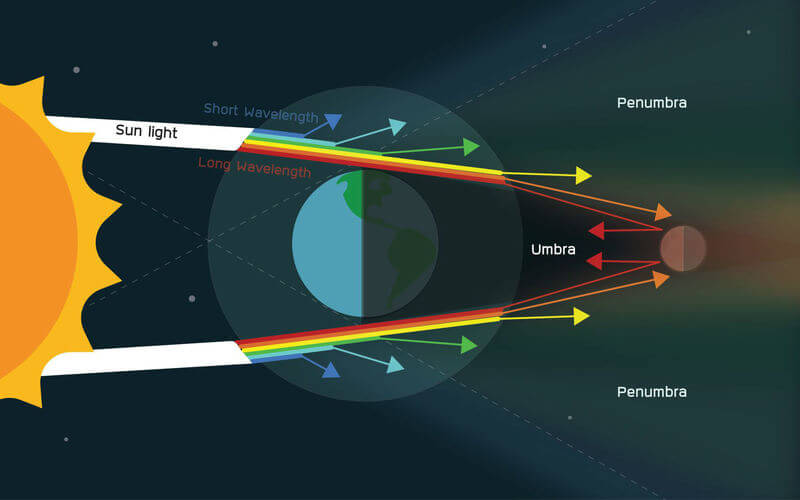 Penumbra
Short Wavelength
Sun light
Long Wavelength
Umbra
Penumbra